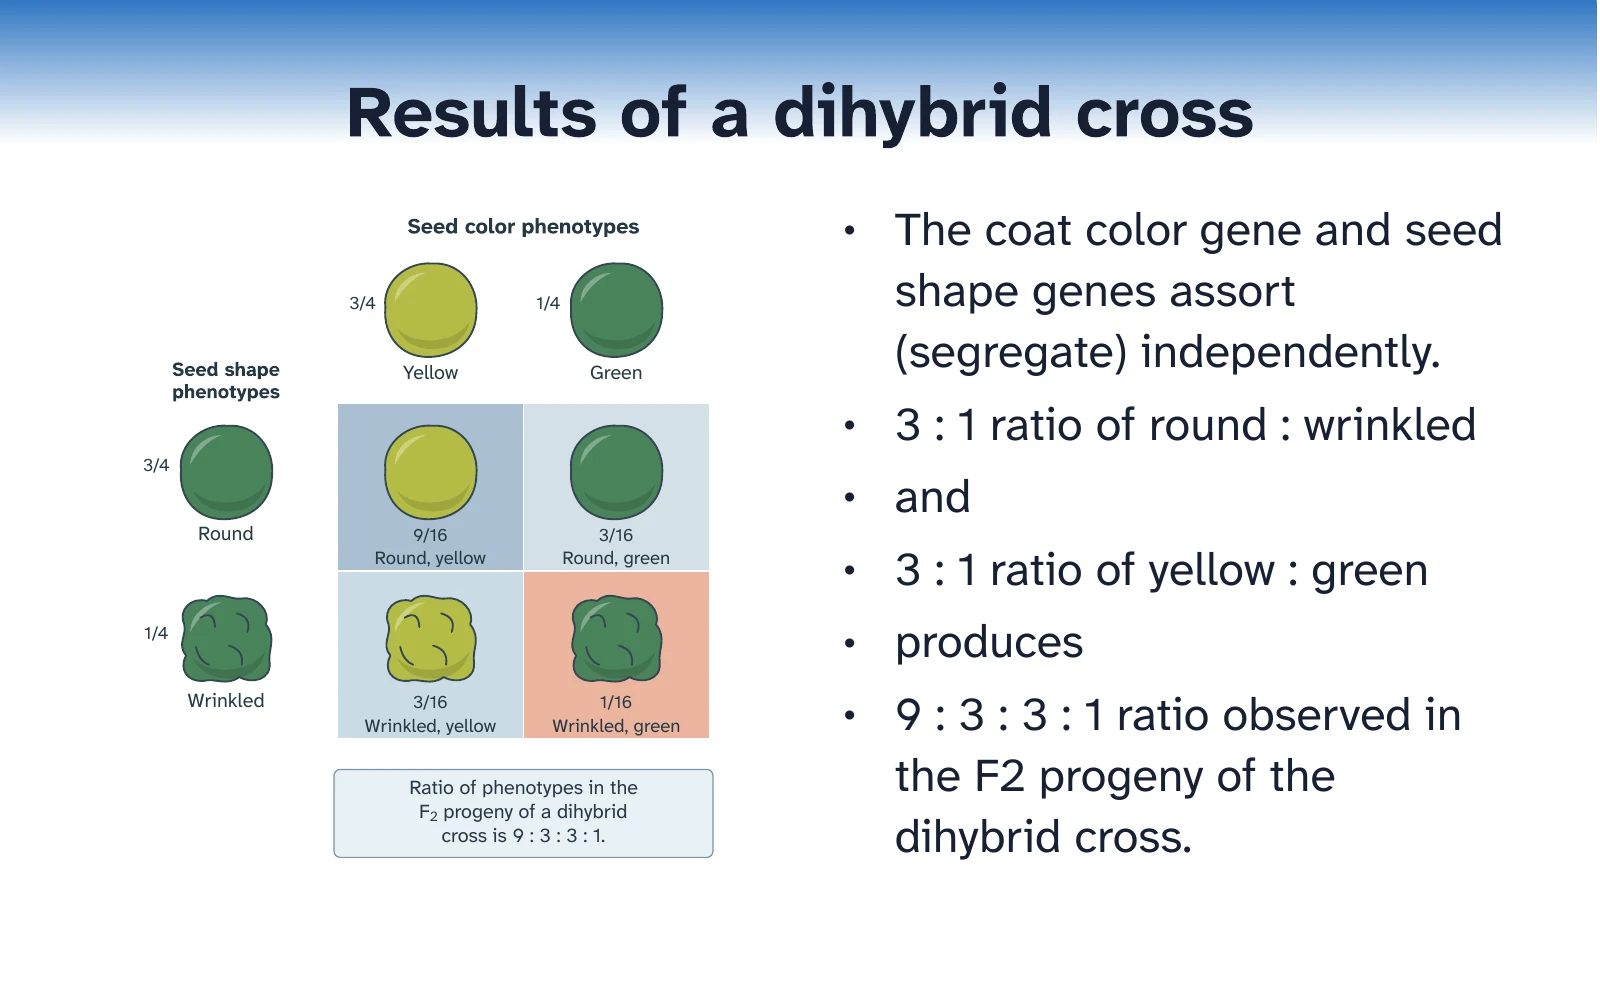 Results of a dihybrid cross
Seed color phenotypes
3/4
1/4
Yellow
Green
Seed shape
phenotypes
3/4
Round
9/16
Round, yellow
3/16
Round, green
1/4
Wrinkled
3/16
Wrinkled, yellow
1/16
Wrinkled, green
Ratio of phenotypes in the
F₂ progeny of a dihybrid
cross is 9 : 3 : 3 : 1.
• The coat color gene and seed
shape genes assort
(segregate) independently.
• 3 : 1 ratio of round : wrinkled
• and
• 3 : 1 ratio of yellow : green
• produces
• 9 : 3 : 3 : 1 ratio observed in
the F2 progeny of the
dihybrid cross.